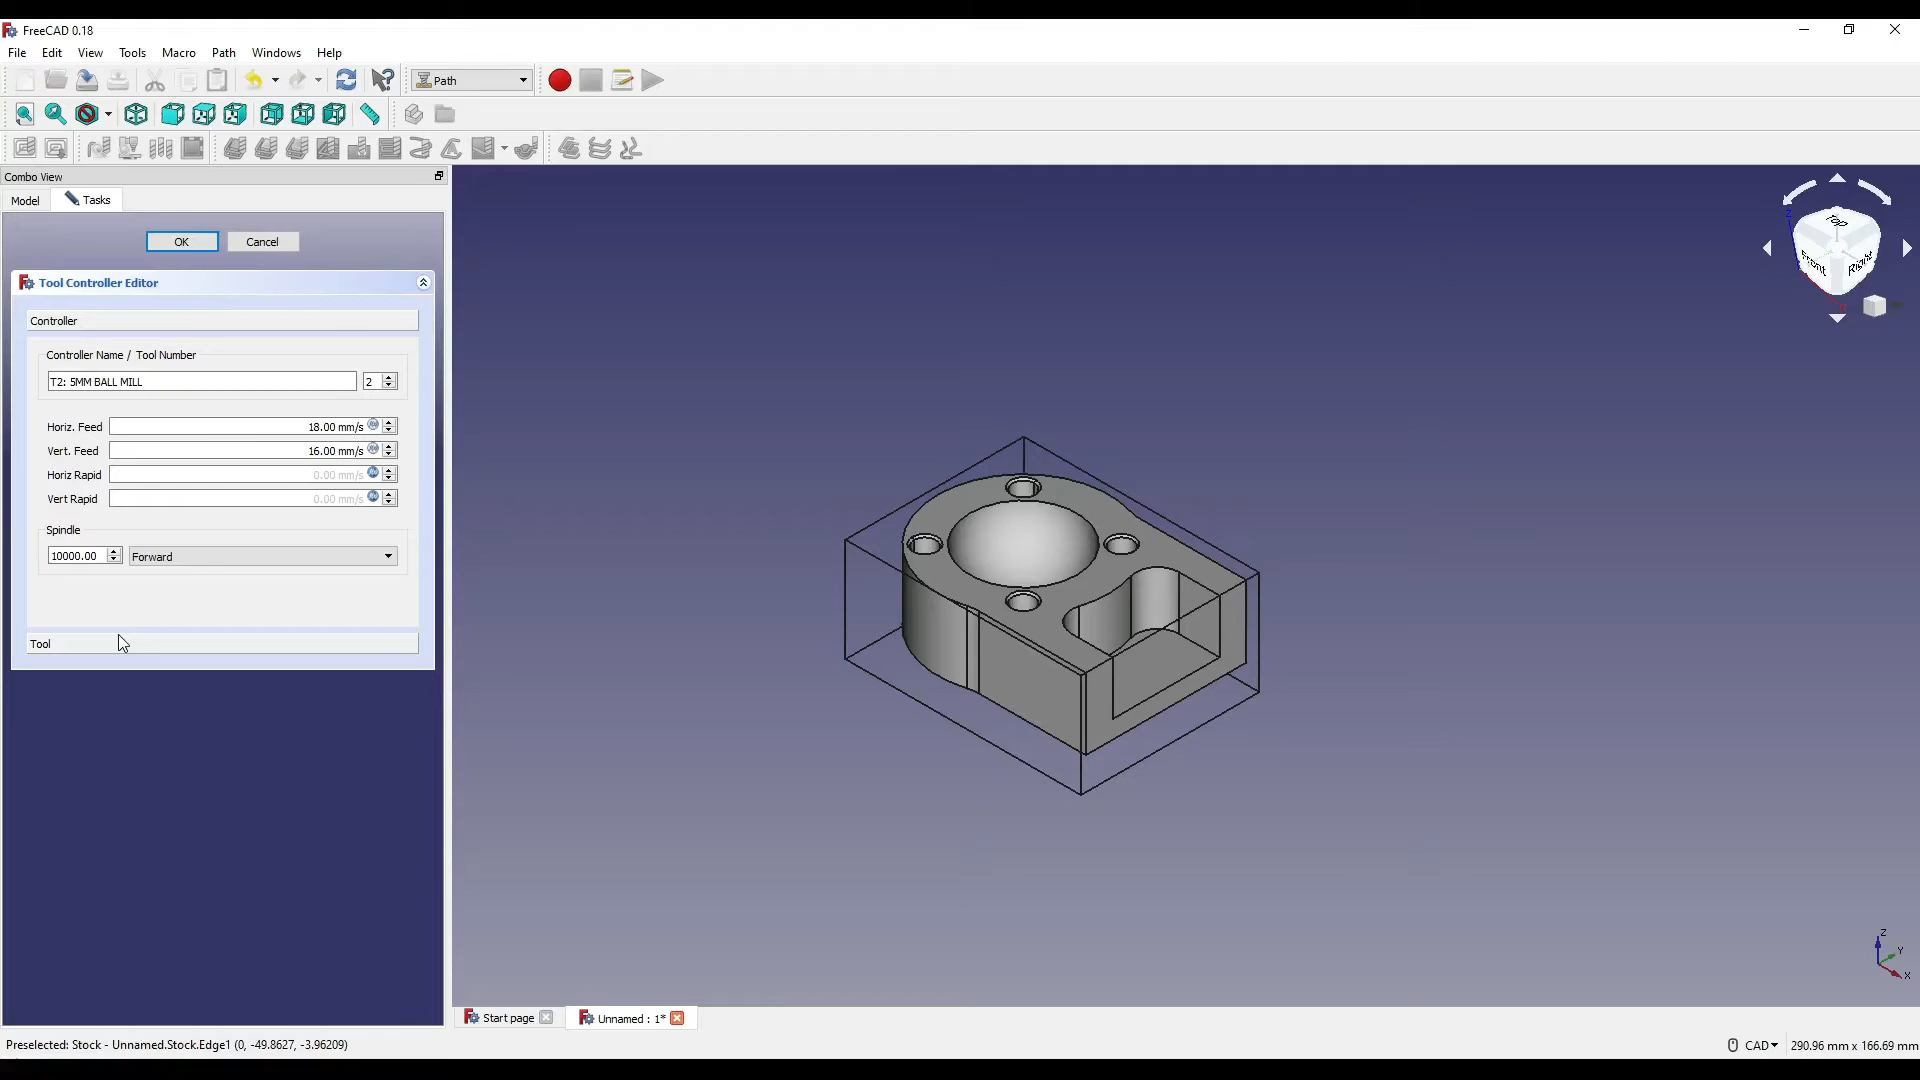 FreeCAD 0.18
File Edit View Tools Macro Path Windows Help
Path
Combo View
Model Tasks
OK Cancel
Tool Controller Editor
Controller
Controller Name / Tool Number
T2: 5MM BALL MILL 2
Horiz. Feed 18.00 mm/s
Vert. Feed 16.00 mm/s
Horiz Rapid 0.00 mm/s
Vert Rapid 0.00 mm/s
Spindle
10000.00 Forward
Tool
Top
Front Right
Z
X
Z
Y
X
Start page Unnamed : 1*
Preselected: Stock - Unnamed.Stock.Edge1 (0, -49.8627, -3.96209)
CAD 290.96 mm x 166.69 mm